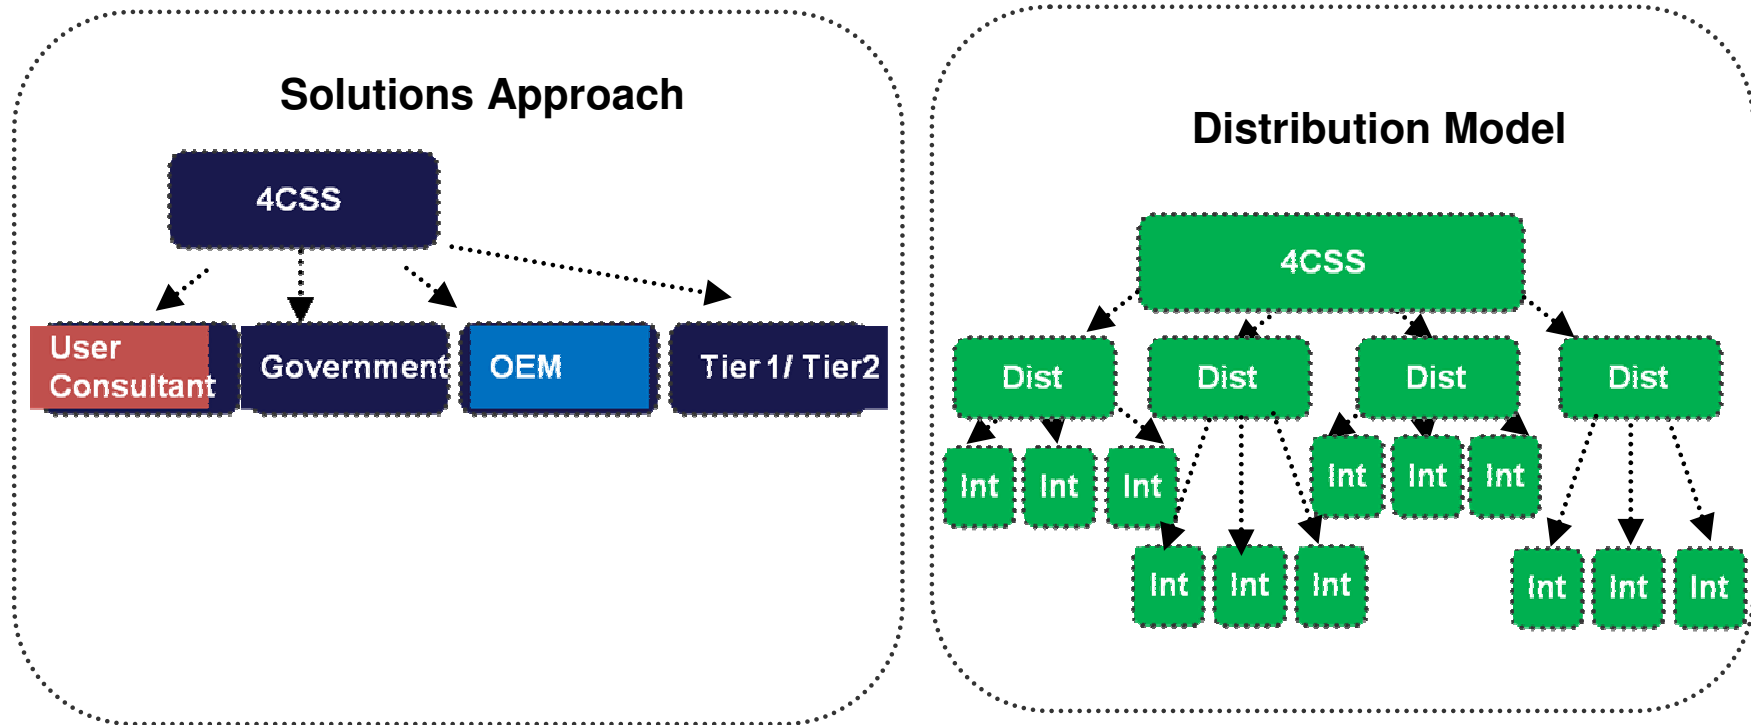 Solutions Approach
4CSS
User
Consultant
Government
OEM
Tier 1/ Tier2
Distribution Model
4CSS
Dist
Dist
Dist
Dist
Int
Int
Int
Int
Int
Int
Int
Int
Int
Int
Int
Int